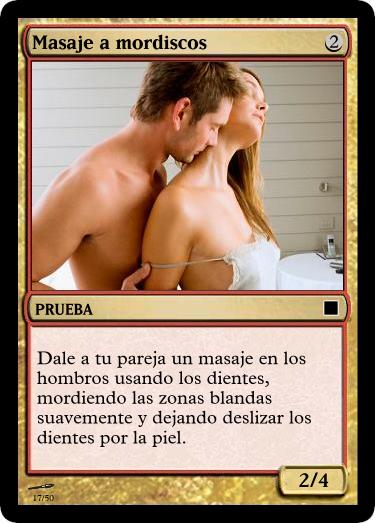 Masaje a mordiscos 2
PRUEBA
Dale a tu pareja un masaje en los
hombros usando los dientes,
mordiendo las zonas blandas
suavemente y dejando deslizar los
dientes por la piel.
2/4
17/50